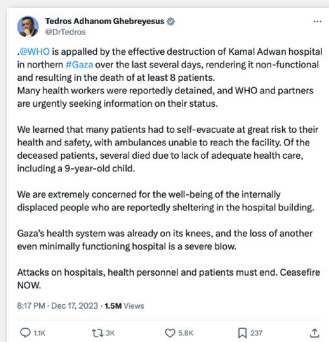 Tedros Adhanom Ghebreyesus
@DrTedros
.@WHO is appalled by the effective destruction of Kamal Adwan hospital
in northern #Gaza over the last several days, rendering it non-functional
and resulting in the death of at least 8 patients.
Many health workers were reportedly detained, and WHO and partners
are urgently seeking information on their status.
We learned that many patients had to self-evacuate at great risk to their
health and safety, with ambulances unable to reach the facility. Of the
deceased patients, several died due to lack of adequate health care,
including a 9-year-old child.
We are extremely concerned for the well-being of the internally
displaced people who are reportedly sheltering in the hospital building.
Gaza's health system was already on its knees, and the loss of another
even minimally functioning hospital is a severe blow.
Attacks on hospitals, health personnel and patients must end. Ceasefire
NOW.
8:17 PM · Dec 17, 2023 · 1.5M Views
1.1K 3K 5.8K 237